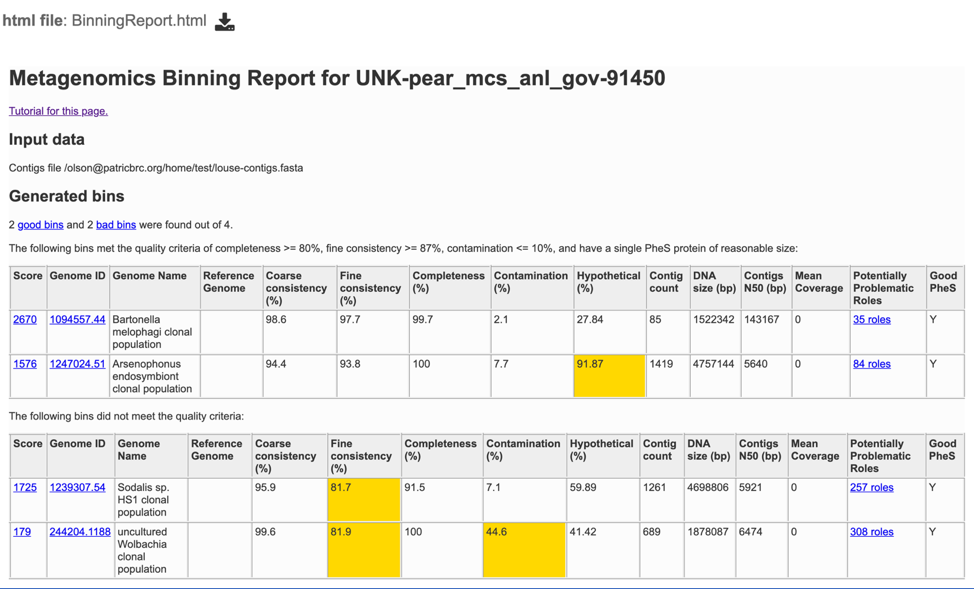 html file: BinningReport.html
Metagenomics Binning Report for UNK-pear_mcs_anl_gov-91450
Tutorial for this page.
Input data
Contigs file /olson@patricbrc.org/home/test/louse-contigs.fasta
Generated bins
2 good bins and 2 bad bins were found out of 4.
The following bins met the quality criteria of completeness >= 80%, fine consistency >= 87%, contamination <= 10%, and have a single PheS protein of reasonable size:
Score Genome ID Genome Name Reference Genome Coarse consistency (%) Fine consistency (%) Completeness (%) Contamination (%) Hypothetical (%) Contig count DNA size (bp) Contigs N50 (bp) Mean Coverage Potentially Problematic Roles Good PheS
2670 1094557.44 Bartonella melophagi clonal population 98.6 97.7 99.7 2.1 27.84 85 1522342 143167 0 35 roles Y
1576 1247024.51 Arsenophonus endosymbiont clonal population 94.4 93.8 100 7.7 91.87 1419 4757144 5640 0 84 roles Y
The following bins did not meet the quality criteria:
Score Genome ID Genome Name Reference Genome Coarse consistency (%) Fine consistency (%) Completeness (%) Contamination (%) Hypothetical (%) Contig count DNA size (bp) Contigs N50 (bp) Mean Coverage Potentially Problematic Roles Good PheS
1725 1239307.54 Sodalis sp. HS1 clonal population 95.9 81.7 91.5 7.1 59.89 1261 4698806 5921 0 257 roles Y
179 244204.1188 uncultured Wolbachia clonal population 99.6 81.9 100 44.6 41.42 689 1878087 6474 0 308 roles Y